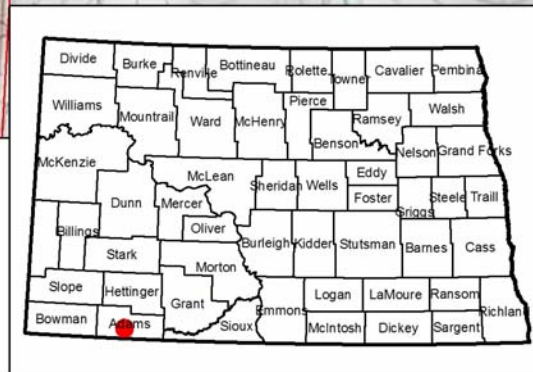 Divide Burke Renville Bottineau Rolette Towner Cavalier Pembina
Williams Mountrail Ward McHenry Pierce Benson Ramsey Walsh
McKenzie McLean Sheridan Wells Eddy Nelson Grand Forks
Dunn Mercer Oliver Foster Griggs Steele Traill
Billings Stark Morton Burleigh Kidder Stutsman Barnes Cass
Slope Hettinger Grant Emmons Logan LaMoure Ransom Richland
Bowman Adams Sioux McIntosh Dickey Sargent